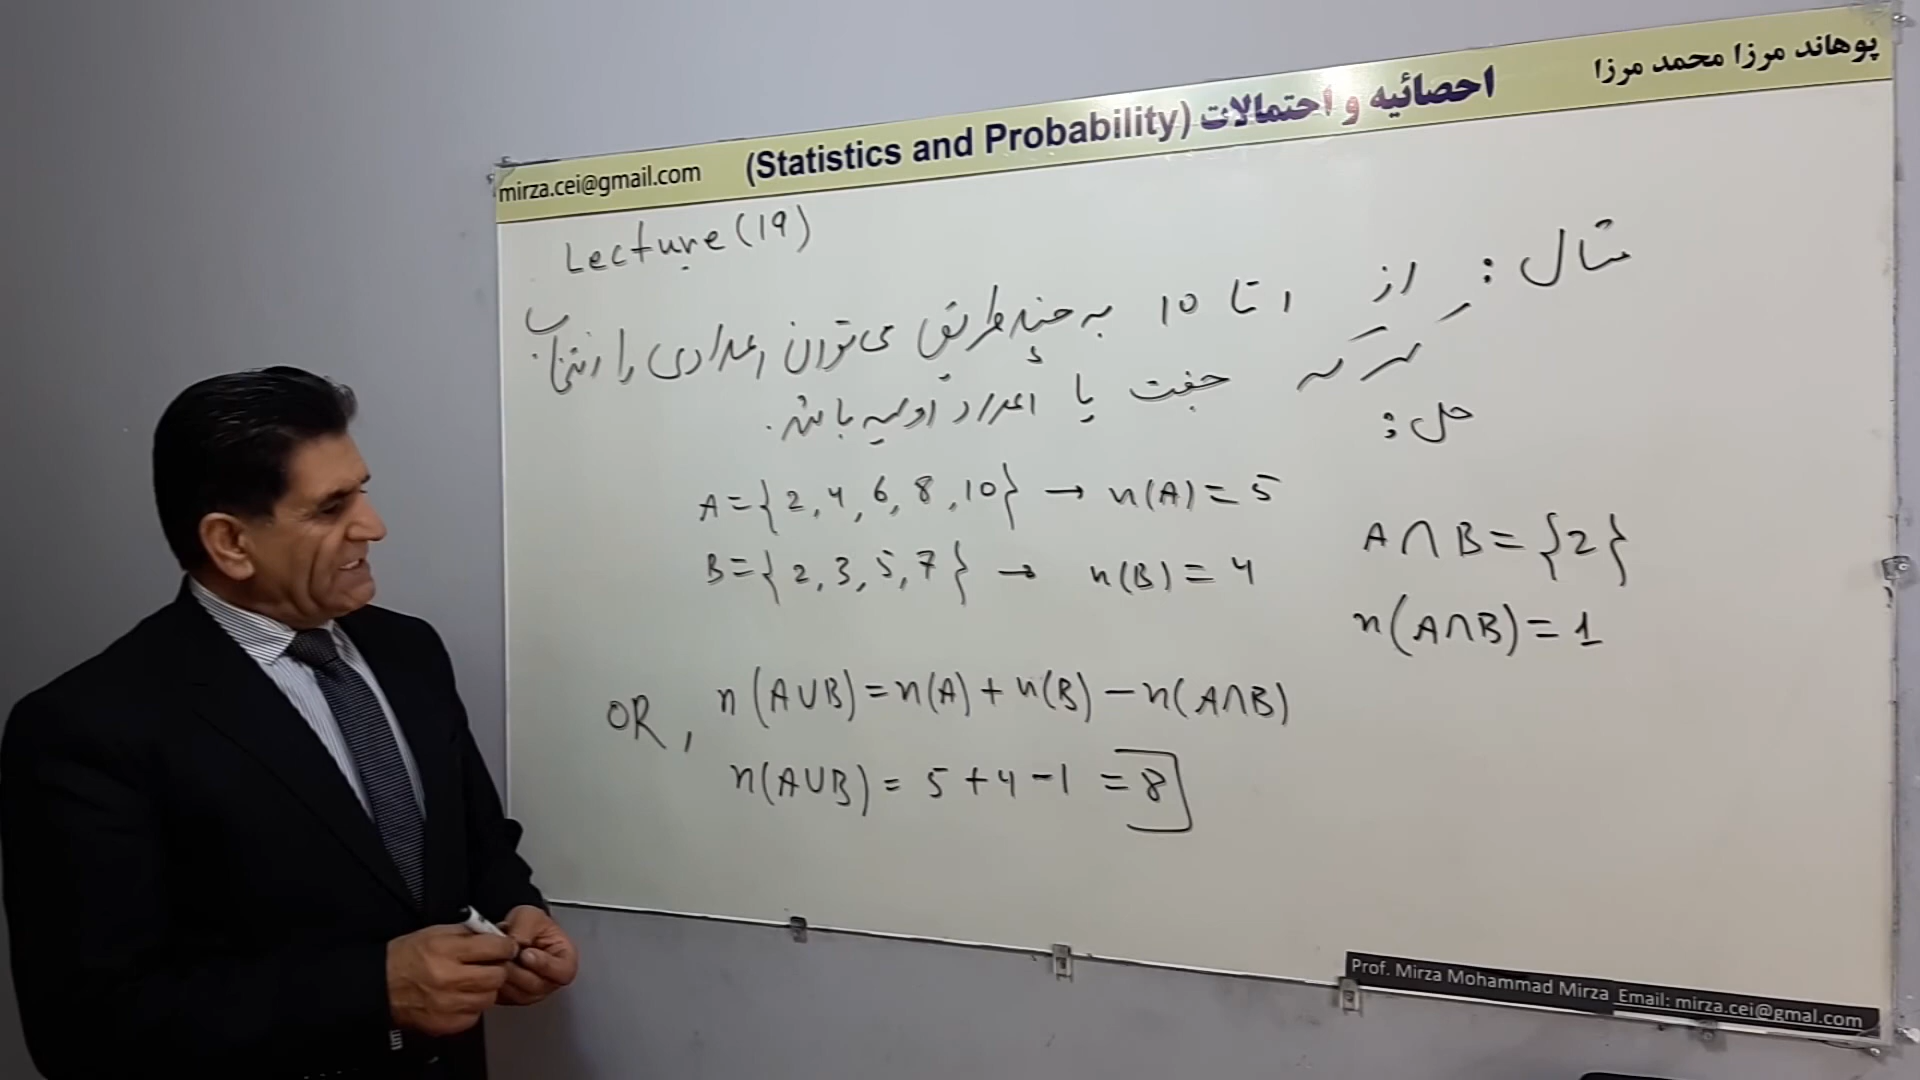 پوهاند مرزا محمد مرزا
احصائیه و احتمالات (Statistics and Probability)
mirza.cei@gmail.com
Lecture (19)
مثال: از 1 تا 10 به چند طریق می‌توان اعدادی را انتخاب
کرد که جفت یا اعداد اولیه باشد.
حل:
A = {2, 4, 6, 8, 10} → n(A) = 5
B = {2, 3, 5, 7} → n(B) = 4
A ∩ B = {2}
n(A∩B) = 1
OR, n(A∪B) = n(A) + n(B) − n(A∩B)
n(A∪B) = 5 + 4 − 1 = 8
Prof. Mirza Mohammad Mirza Email: mirza.cei@gmal.com